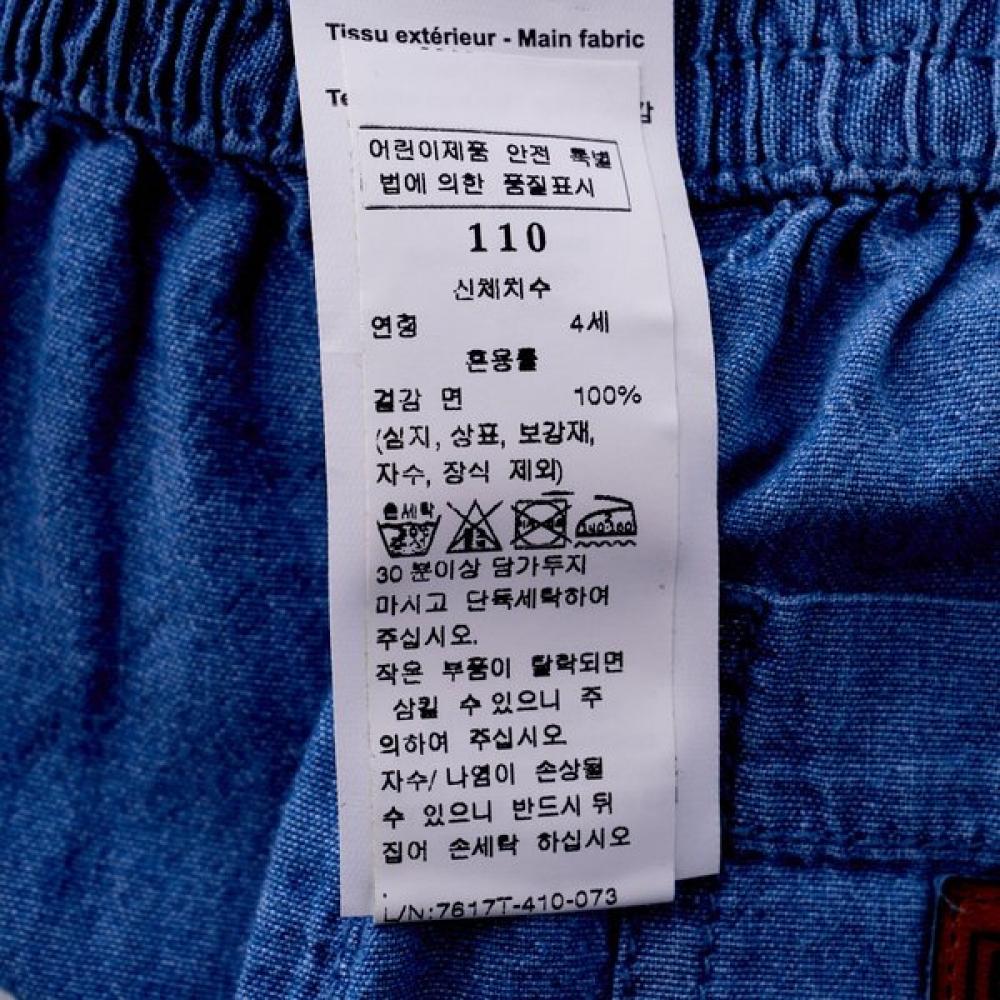 Tissu extérieur - Main fabric
Te
감
어린이제품 안전 특별
법에 의한 품질표시
110
신체치수
연령 4세
혼용률
겉감 면 100%
(심지, 상표, 보강재,
자수, 장식 제외)
손세탁
30 분이상 담가두지
마시고 단독세탁하여
주십시오.
작은 부품이 탈락되면
삼킬 수 있으니 주
의하여 주십시오
자수/나염이 손상될
수 있으니 반드시 뒤
집어 손세탁 하십시오
L/N:7617T-410-073